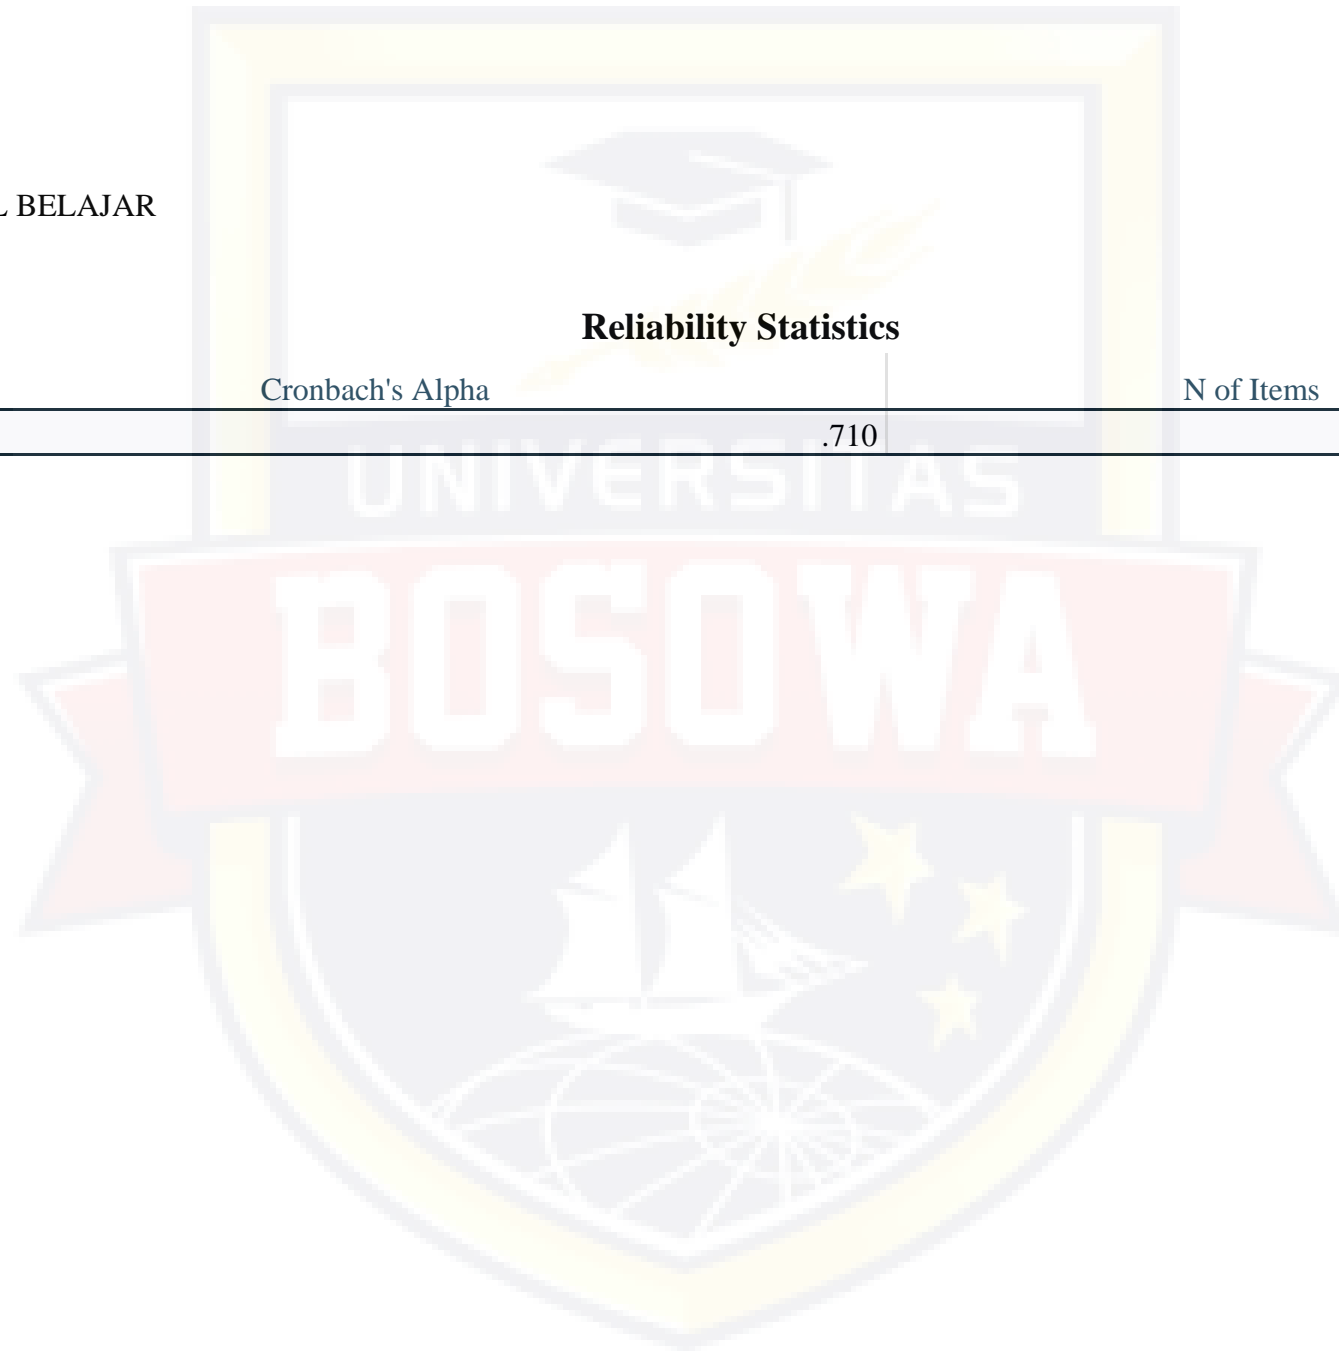 L BELAJAR
Reliability Statistics
Cronbach's Alpha N of Items
.710
UNIVERSITAS
BOSOWA